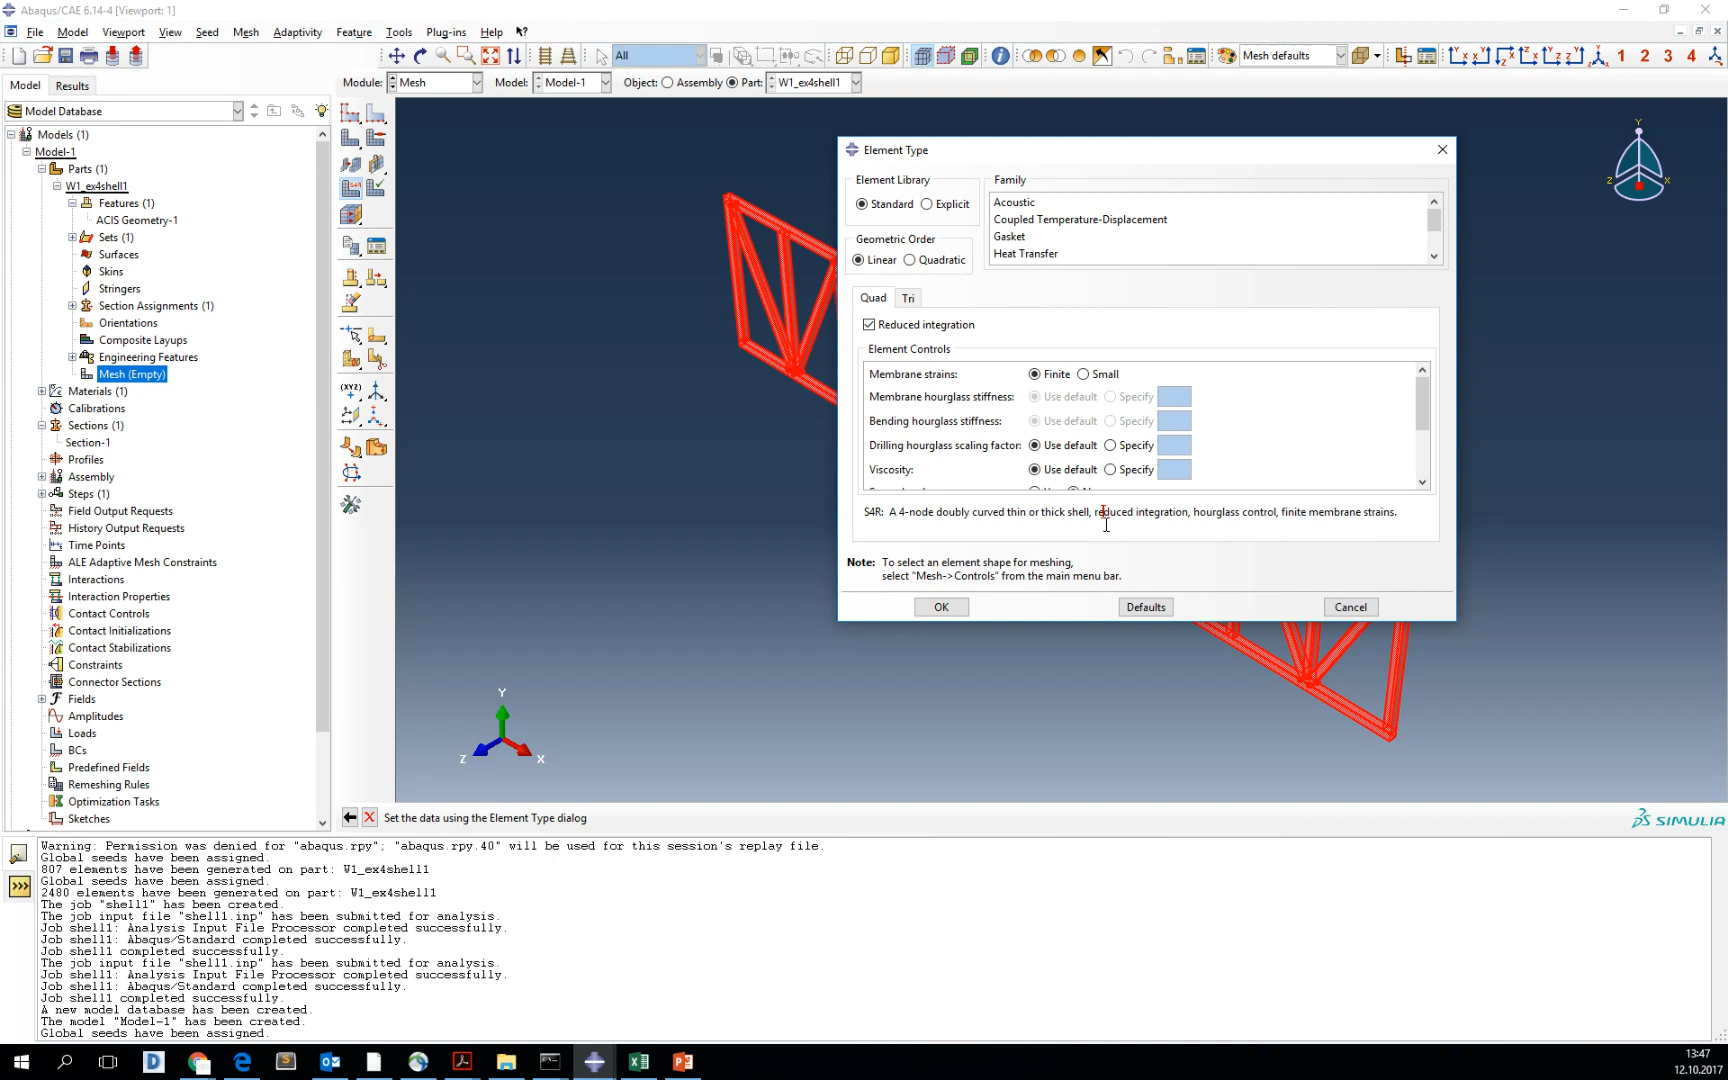 Abaqus/CAE 6.14-4 [Viewport: 1]
File Model Viewport View Seed Mesh Adaptivity Feature Tools Plug-ins Help
All
Mesh defaults
1 2 3 4
Model Results
Module: Mesh Model: Model-1 Object: Assembly Part: W1_ex4shell1
Model Database
Models (1)
Model-1
Parts (1)
W1_ex4shell1
Features (1)
ACIS Geometry-1
Sets (1)
Surfaces
Skins
Stringers
Section Assignments (1)
Orientations
Composite Layups
Engineering Features
Mesh (Empty)
Materials (1)
Calibrations
Sections (1)
Section-1
Profiles
Assembly
Steps (1)
Field Output Requests
History Output Requests
Time Points
ALE Adaptive Mesh Constraints
Interactions
Interaction Properties
Contact Controls
Contact Initializations
Contact Stabilizations
Constraints
Connector Sections
Fields
Amplitudes
Loads
BCs
Predefined Fields
Remeshing Rules
Optimization Tasks
Sketches
Element Type
Element Library
Standard Explicit
Geometric Order
Linear Quadratic
Family
Acoustic
Coupled Temperature-Displacement
Gasket
Heat Transfer
Quad Tri
Reduced integration
Element Controls
Membrane strains: Finite Small
Membrane hourglass stiffness: Use default Specify
Bending hourglass stiffness: Use default Specify
Drilling hourglass scaling factor: Use default Specify
Viscosity: Use default Specify
S4R: A 4-node doubly curved thin or thick shell, reduced integration, hourglass control, finite membrane strains.
Note: To select an element shape for meshing,
select "Mesh->Controls" from the main menu bar.
OK Defaults Cancel
Y
Z X
Y
Z X
Set the data using the Element Type dialog
SIMULIA
Warning: Permission was denied for "abaqus.rpy"; "abaqus.rpy.40" will be used for this session's replay file.
Global seeds have been assigned.
807 elements have been generated on part: W1_ex4shell1
Global seeds have been assigned.
2480 elements have been generated on part: W1_ex4shell1
The job "shell1" has been created.
The job input file "shell1.inp" has been submitted for analysis.
Job shell1: Analysis Input File Processor completed successfully.
Job shell1: Abaqus/Standard completed successfully.
Job shell1 completed successfully.
The job input file "shell1.inp" has been submitted for analysis.
Job shell1: Analysis Input File Processor completed successfully.
Job shell1: Abaqus/Standard completed successfully.
Job shell1 completed successfully.
A new model database has been created.
The model "Model-1" has been created.
Global seeds have been assigned.
13:47
12.10.2017